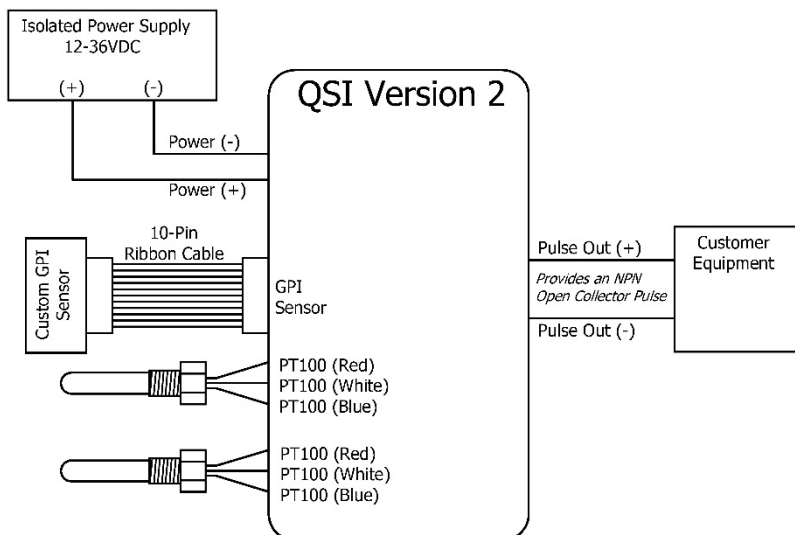 Isolated Power Supply
12-36VDC
(+) (-)
QSI Version 2
Power (-)
Power (+)
10-Pin
Ribbon Cable
Custom GPI
Sensor
GPI
Sensor
Pulse Out (+)
Provides an NPN
Open Collector Pulse
Pulse Out (-)
Customer
Equipment
PT100 (Red)
PT100 (White)
PT100 (Blue)
PT100 (Red)
PT100 (White)
PT100 (Blue)